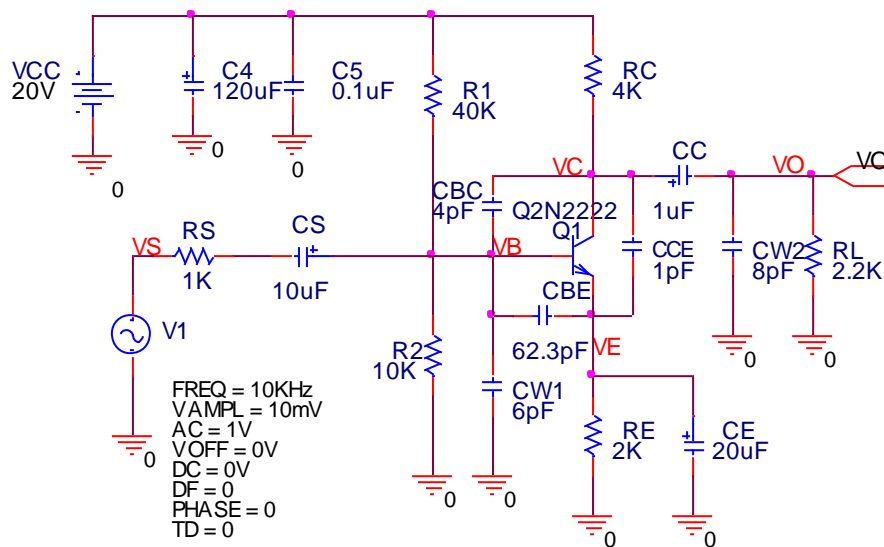 VCC
20V
C4
120uF
C5
0.1uF
R1
40K
RC
4K
0
0
0
VC
CC
1uF
VO
VO
CBC
4pF
Q2N2222
Q1
CCE
1pF
CW2
8pF
RL
2.2K
VS
RS
1K
CS
10uF
VB
V1
CBE
62.3pF
VE
R2
10K
CW1
6pF
RE
2K
CE
20uF
0
0
FREQ = 10KHz
VAMPL = 10mV
AC = 1V
VOFF = 0V
DC = 0V
DF = 0
PHASE = 0
TD = 0
0
0
0
0
0